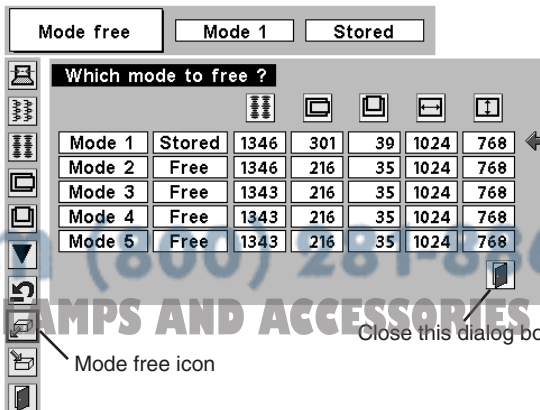 Mode free Mode 1 Stored
Which mode to free ?
Mode 1 Stored 1346 301 39 1024 768
Mode 2 Free 1346 216 35 1024 768
Mode 3 Free 1343 216 35 1024 768
Mode 4 Free 1343 216 35 1024 768
Mode 5 Free 1343 216 35 1024 768
(800) 281-8
AMPS AND ACCESSORIES
Close this dialog bo
Mode free icon